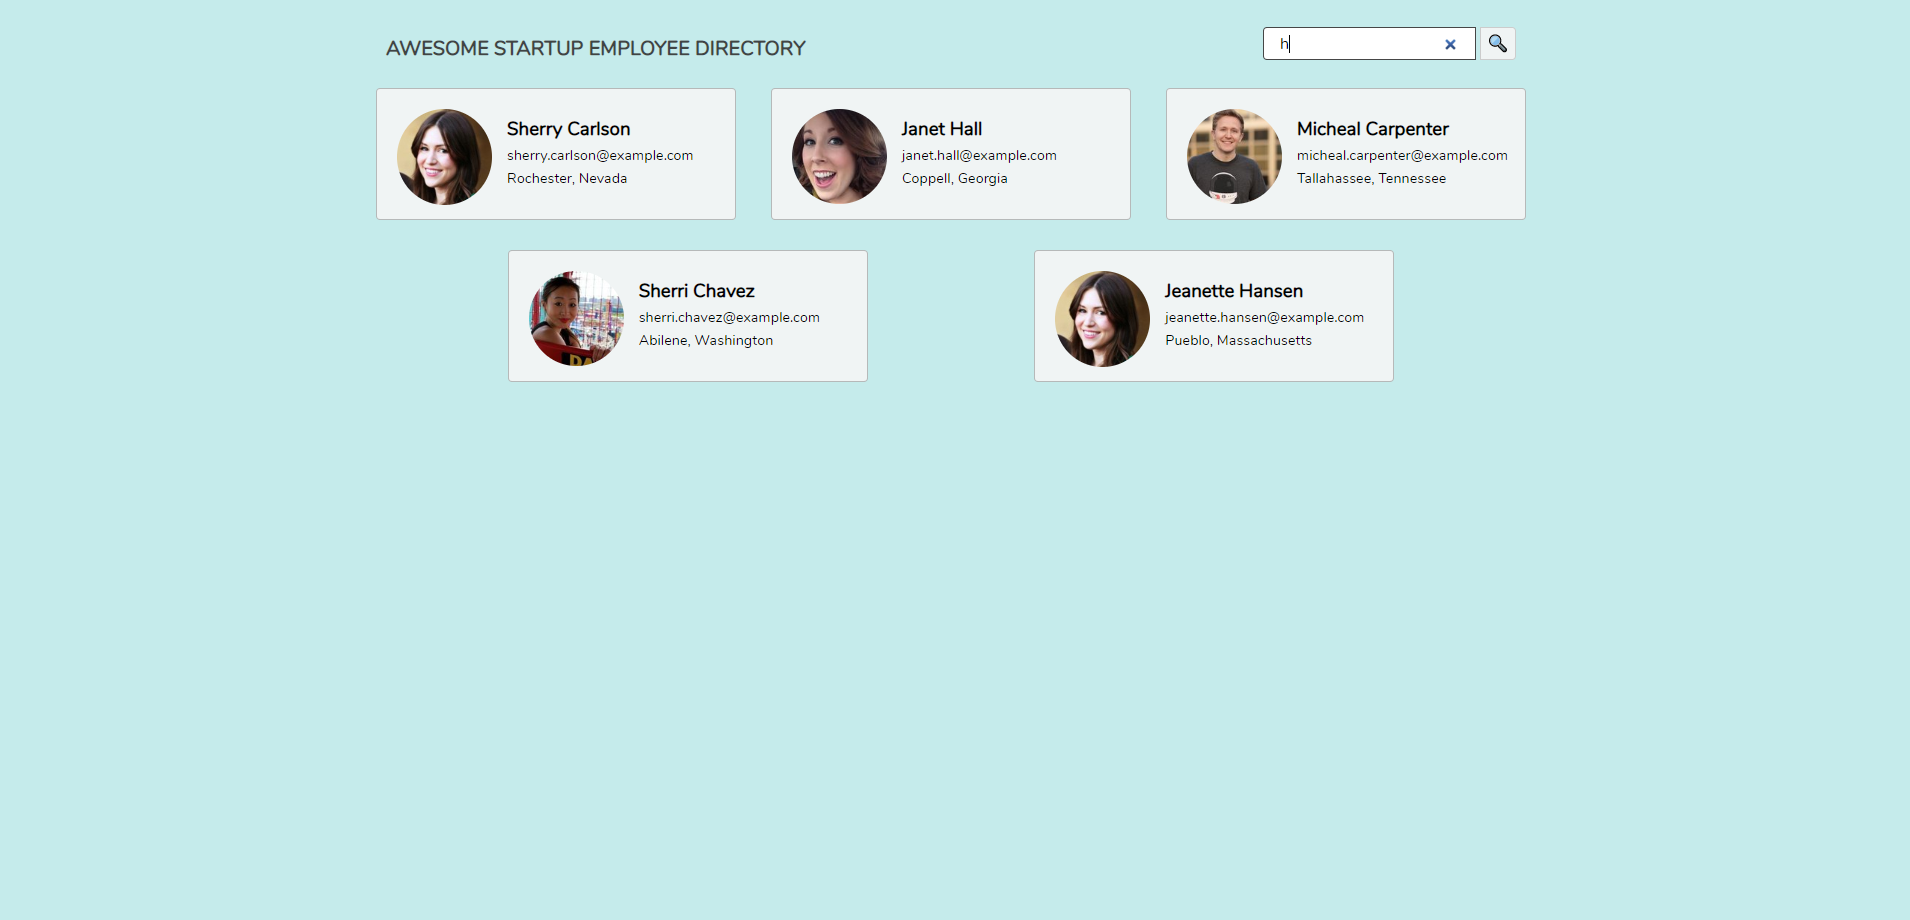 AWESOME STARTUP EMPLOYEE DIRECTORY
h
Sherry Carlson
sherry.carlson@example.com
Rochester, Nevada
Janet Hall
janet.hall@example.com
Coppell, Georgia
Micheal Carpenter
micheal.carpenter@example.com
Tallahassee, Tennessee
Sherri Chavez
sherri.chavez@example.com
Abilene, Washington
Jeanette Hansen
jeanette.hansen@example.com
Pueblo, Massachusetts